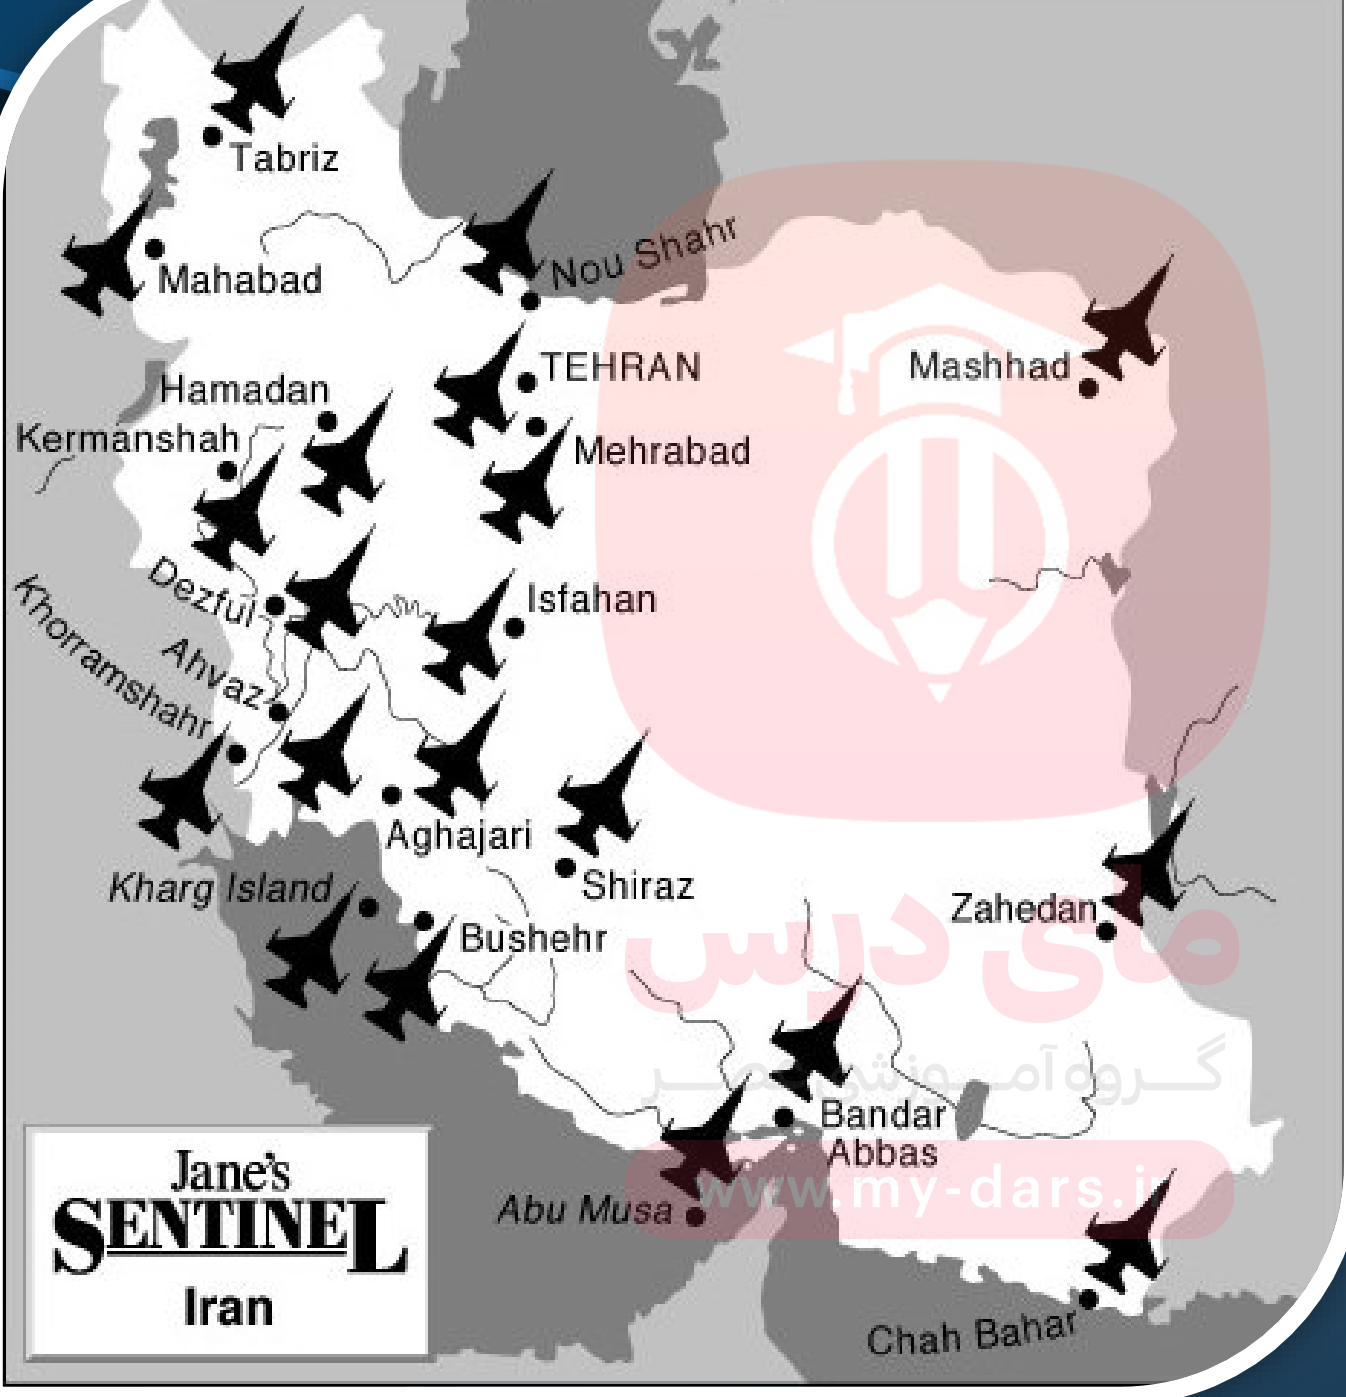 Tabriz
Nou Shahr
Mahabad
TEHRAN
Mashhad
Hamadan
Kermanshah
Mehrabad
Dezful
Isfahan
Khorramshahr
Ahvaz
Aghajari
Kharg Island
Shiraz
Bushehr
Zahedan
مای درس
گروه آموزشی عصر
Bandar
Abbas
www.my-dars.ir
Abu Musa
Chah Bahar
Jane's
SENTINEL
Iran